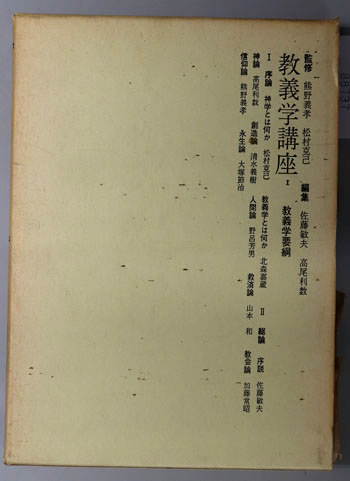 監修 熊野義孝 松村克己 編集 佐藤敏夫 高尾利数
教義学講座 1 教義学要綱
Ⅰ 序論 神学とは何か 松村克己 教義学とは何か 北森嘉蔵 Ⅱ 総論 序説 佐藤敏夫
神論 高尾利数 創造論 清水義樹 人間論 野呂芳男 救済論 山本和 教会論 加藤常昭
信仰論 熊野義孝 永生論 大塚節治